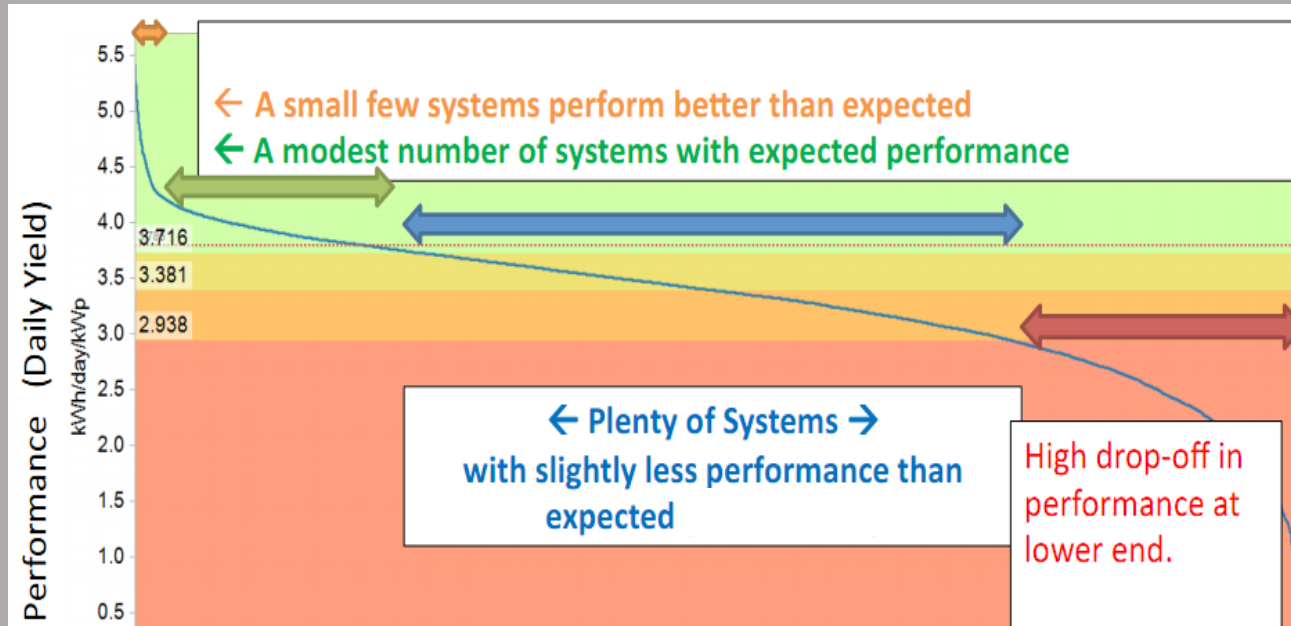 Performance (Daily Yield)
kWh/day/kWp
5.5
5.0
4.5
4.0
3.5
3.0
2.5
2.0
1.5
1.0
0.5
3.716
3.381
2.938
← A small few systems perform better than expected
← A modest number of systems with expected performance
← Plenty of Systems →
with slightly less performance than
expected
High drop-off in
performance at
lower end.